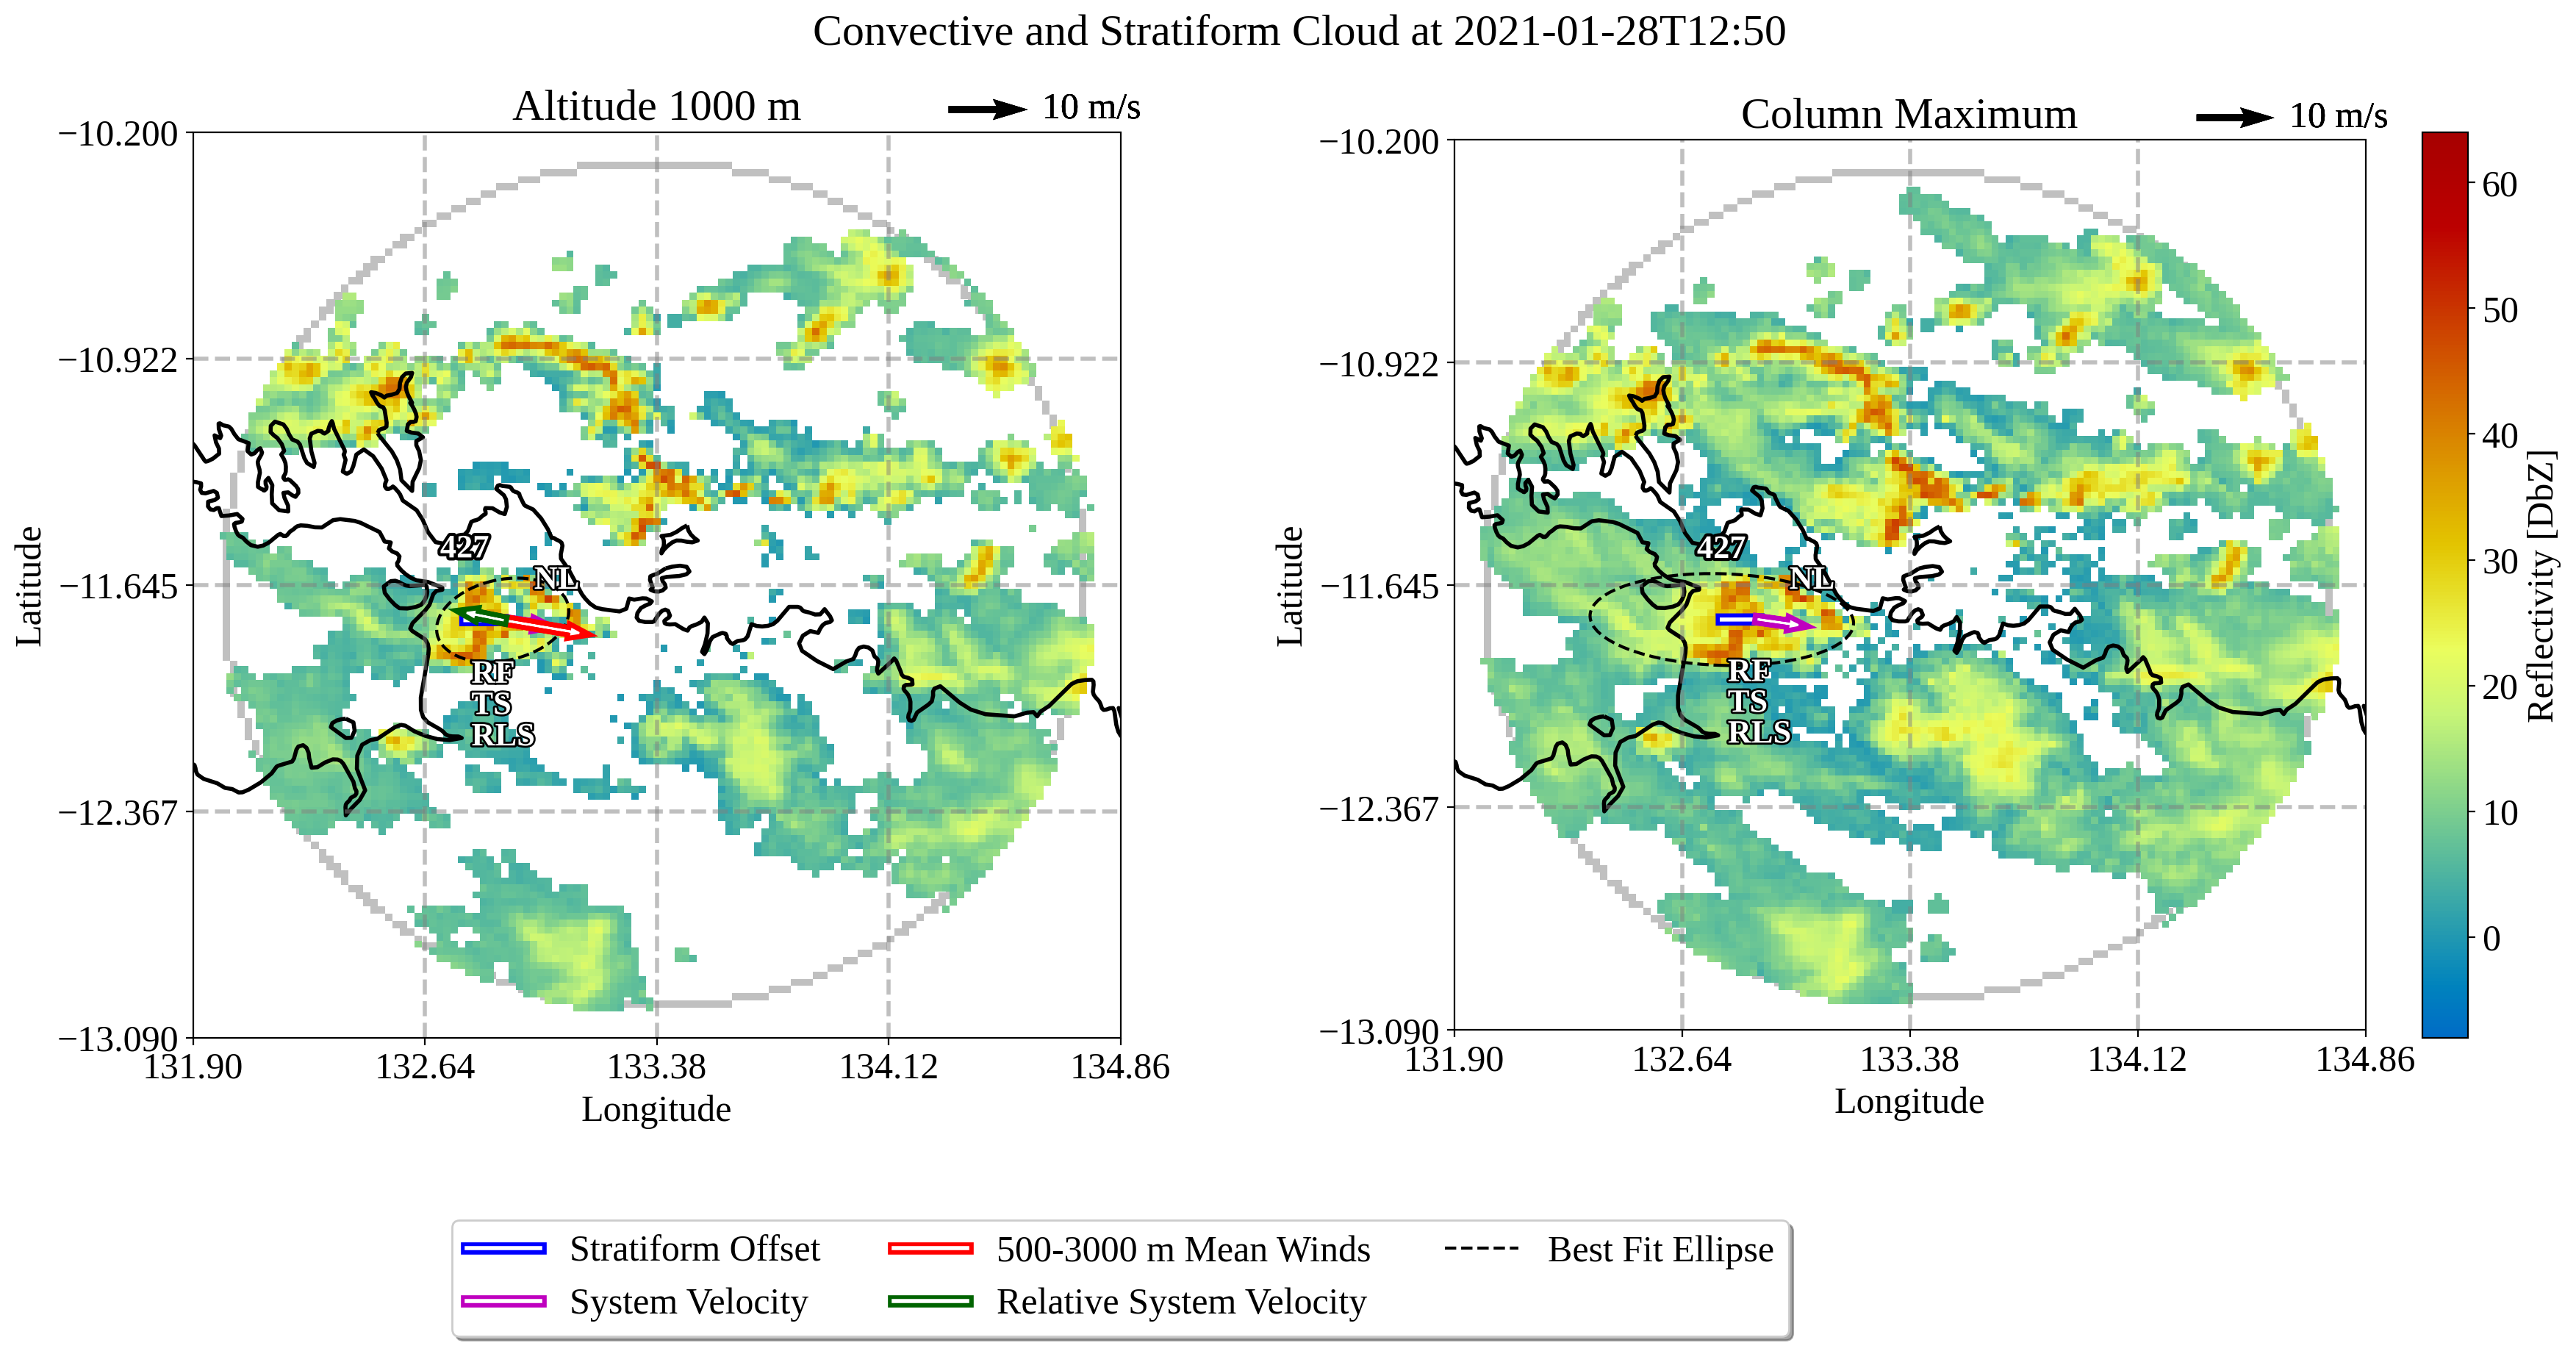 Convective and Stratiform Cloud at 2021-01-28T12:50
Altitude 1000 m
10 m/s
−10.200
−10.922
−11.645
−12.367
−13.090
Latitude
131.90
132.64
133.38
134.12
134.86
Longitude
427
NL
RF
TS
RLS
Column Maximum
10 m/s
−10.200
−10.922
−11.645
−12.367
−13.090
Latitude
131.90
132.64
133.38
134.12
134.86
Longitude
427
NL
RF
TS
RLS
60
50
40
30
20
10
0
Reflectivity [DbZ]
Stratiform Offset
System Velocity
500-3000 m Mean Winds
Relative System Velocity
Best Fit Ellipse